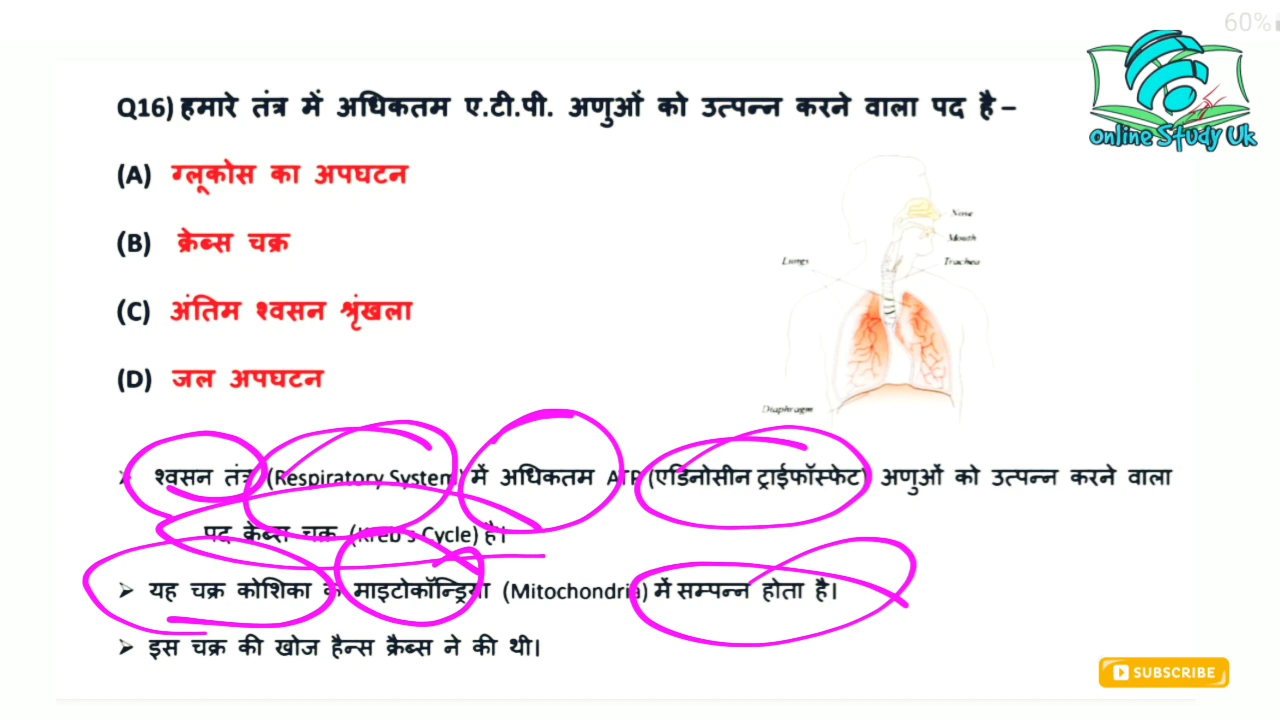 60%
Online Study Uk
Q16) हमारे तंत्र में अधिकतम ए.टी.पी. अणुओं को उत्पन्न करने वाला पद है –
(A) ग्लूकोस का अपघटन
(B) क्रेब्स चक्र
(C) अंतिम श्वसन श्रृंखला
(D) जल अपघटन
Nose
Mouth
Lungs
Trachea
Diaphragm
➢ श्वसन तंत्र (Respiratory System) में अधिकतम ATP (एडिनोसीन ट्राईफॉस्फेट) अणुओं को उत्पन्न करने वाला
पद क्रेब्स चक्र (Kreb's Cycle) है।
➢ यह चक्र कोशिका के माइटोकॉन्ड्रिया (Mitochondria) में सम्पन्न होता है।
➢ इस चक्र की खोज हैन्स क्रैब्स ने की थी।
SUBSCRIBE